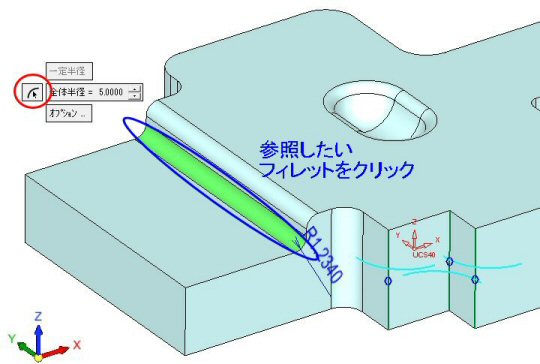 一定半径
全体半径 = 5.0000
ｵﾌﾟｼｮﾝ ..
参照したい
フィレットをクリック
R1.2340
Z
Y
X
UCS40
Z
Y
X